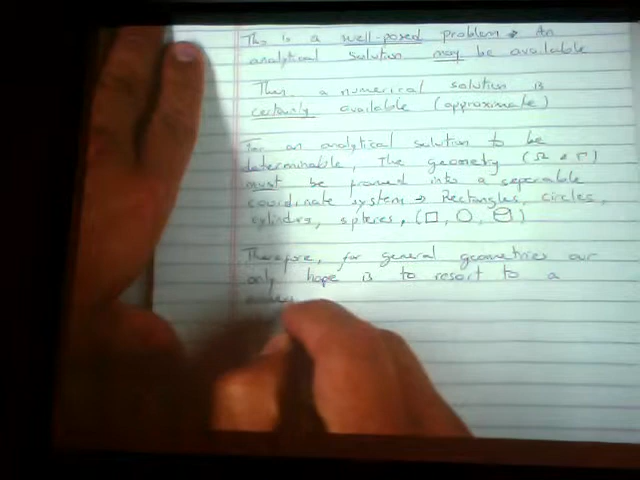 This is a well-posed problem → An
analytical solution may be available
Thus, a numerical solution is
certainly available (approximate)
For an analytical solution to be
determinable, The geometry (Ω & Γ)
must be into a seperable
coordinate system → Rectangles, circles,
cylinders, spheres, (□, ○, )
Therefore, for general geometries our
only hope is to resort to a